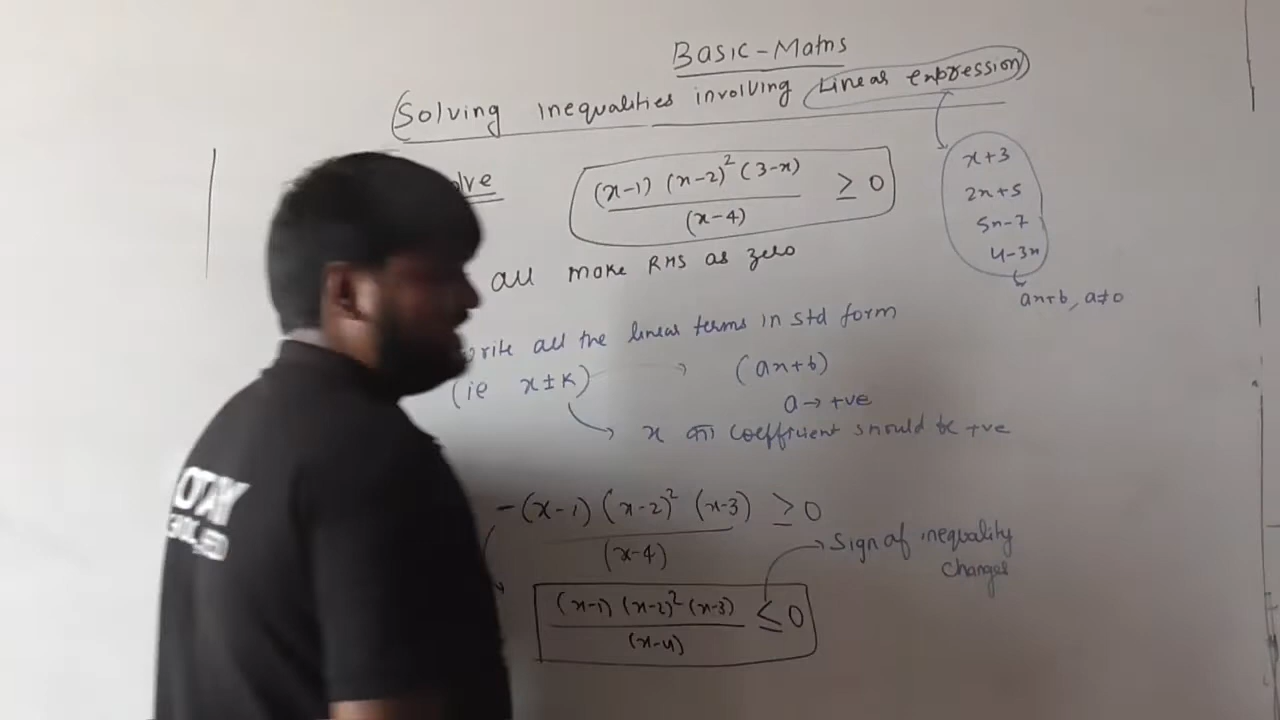 Basic-Maths
(Solving inequalities involving (Linear expression)
lve
(x-1) (x-2)² (3-x)
(x-4)
≥ 0
x+3
2x+5
5x-7
4-3x
ax+b, a≠0
all make RHS as zero
write all the linear terms in std form
(ie x±K)
(ax+b)
a→ +ve
x का coefficient should be +ve
-(x-1) (x-2)² (x-3) ≥ 0
(x-4)
Sign of inequality
changes
(x-1) (x-2)² (x-3) ≤ 0
(x-4)
OTA